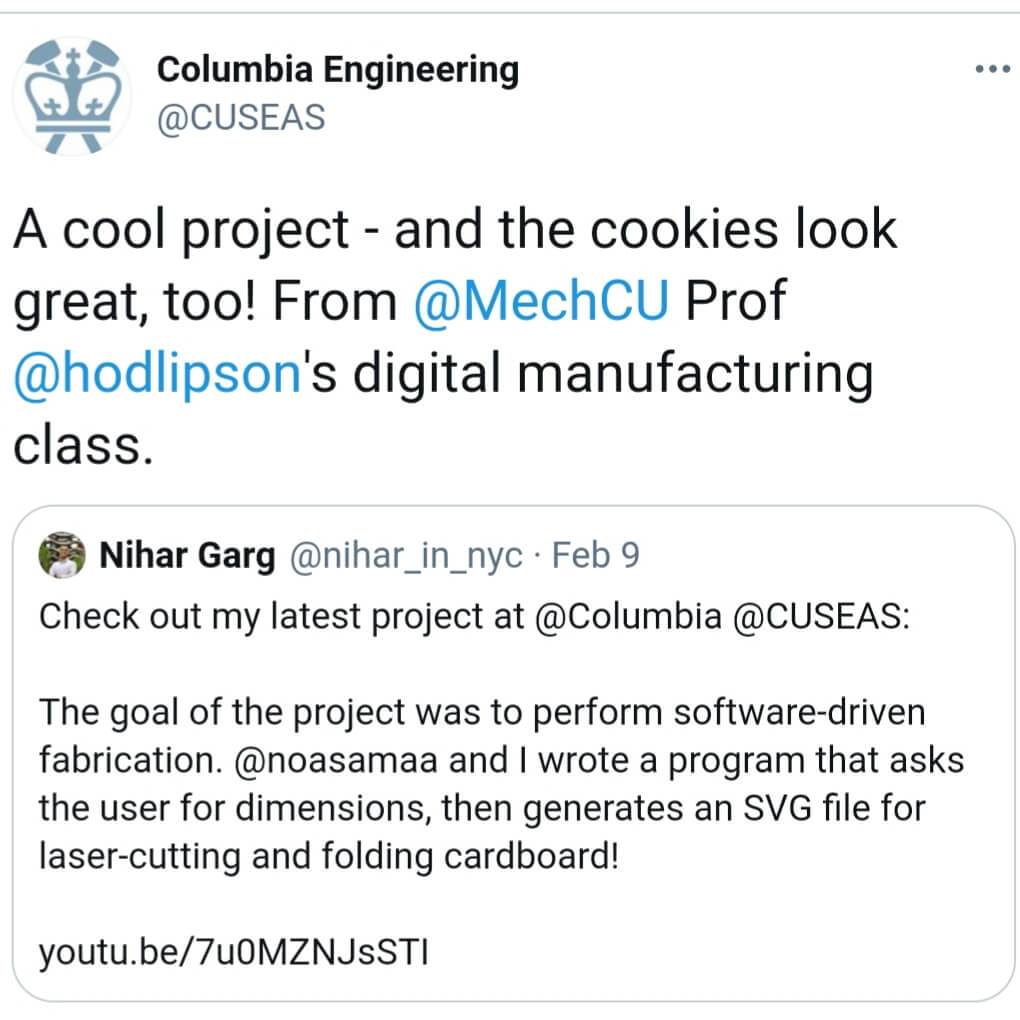 Columbia Engineering
@CUSEAS
A cool project - and the cookies look
great, too! From @MechCU Prof
@hodlipson's digital manufacturing
class.
Nihar Garg @nihar_in_nyc · Feb 9
Check out my latest project at @Columbia @CUSEAS:
The goal of the project was to perform software-driven
fabrication. @noasamaa and I wrote a program that asks
the user for dimensions, then generates an SVG file for
laser-cutting and folding cardboard!
youtu.be/7u0MZNJsSTI